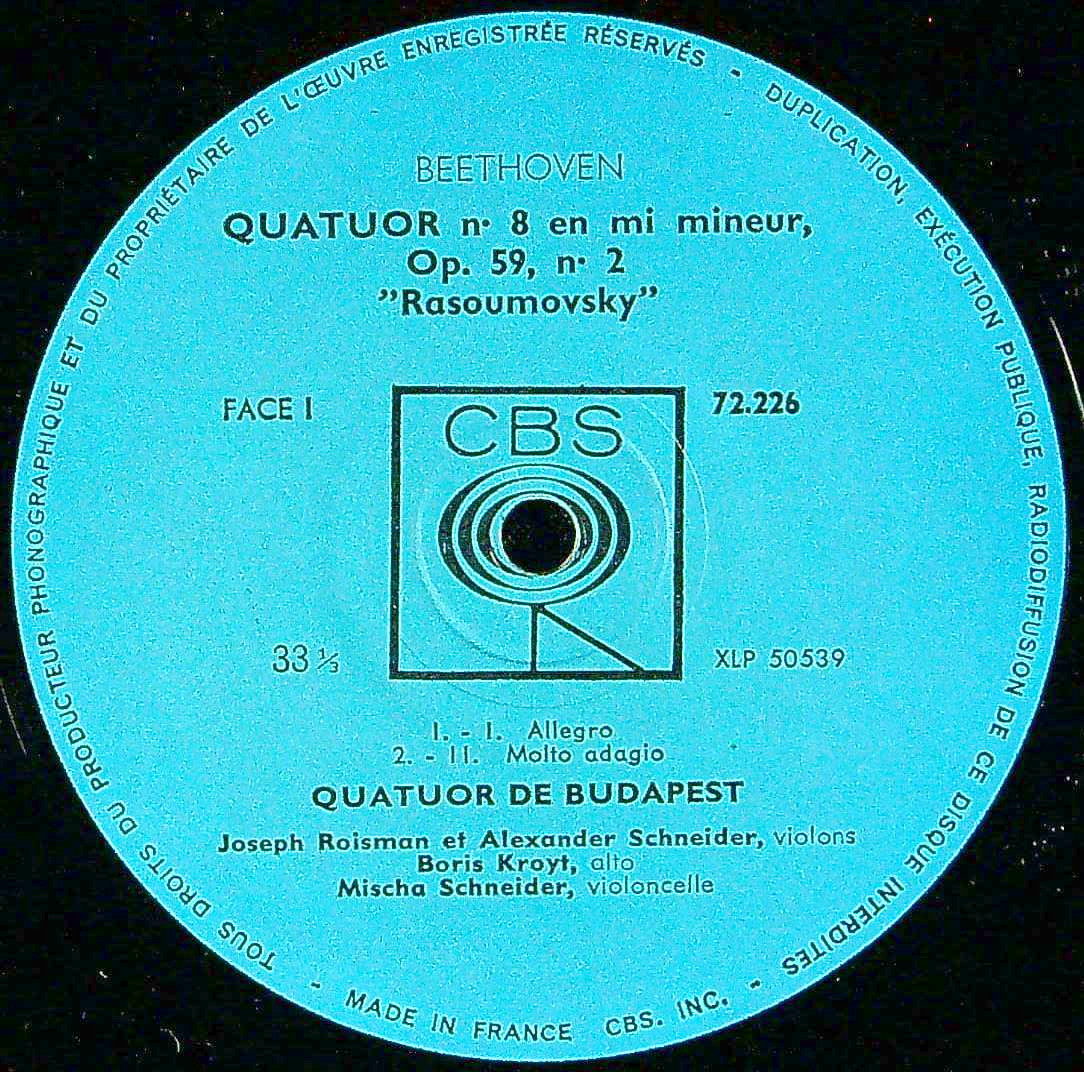 TOUS DROITS DU PRODUCTEUR PHONOGRAPHIQUE ET DU PROPRIÉTAIRE DE L'ŒUVRE ENREGISTRÉE RÉSERVÉS - DUPLICATION, EXÉCUTION PUBLIQUE, RADIODIFFUSION DE CE DISQUE INTERDITES
BEETHOVEN
QUATUOR n· 8 en mi mineur,
Op. 59, n· 2
”Rasoumovsky”
FACE I
72.226
CBS
33 1/3
XLP 50539
I. - I. Allegro
2. - II. Molto adagio
QUATUOR DE BUDAPEST
Joseph Roisman et Alexander Schneider, violons
Boris Kroyt, alto
Mischa Schneider, violoncelle
- MADE IN FRANCE CBS. INC. -